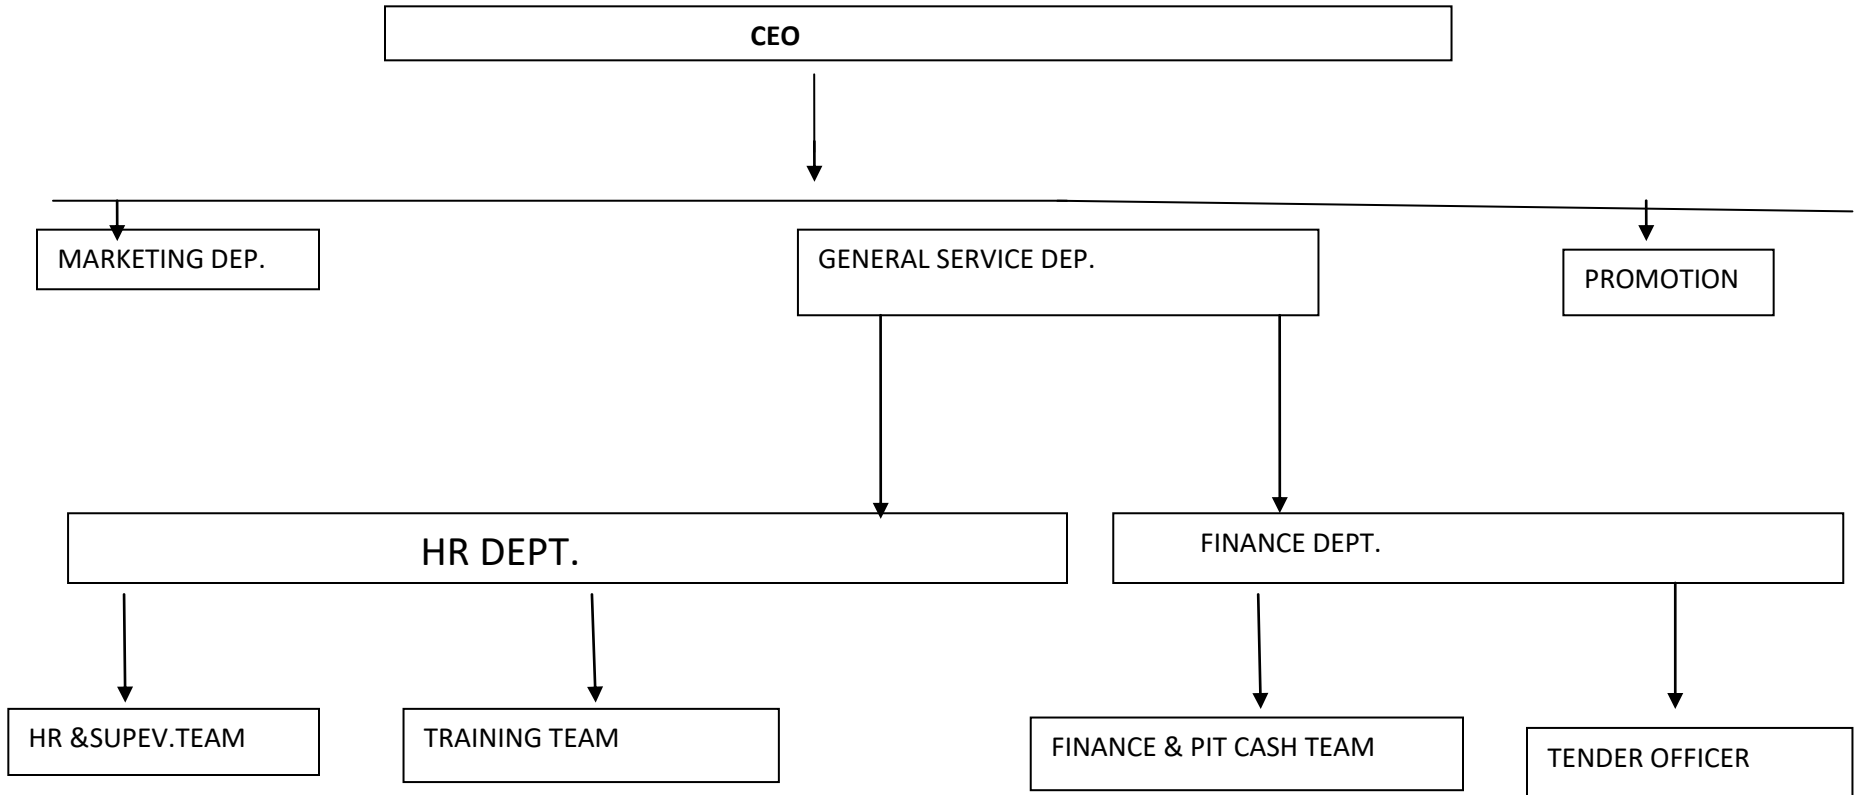 CEO
MARKETING DEP.
GENERAL SERVICE DEP.
PROMOTION
HR DEPT.
FINANCE DEPT.
HR &SUPEV.TEAM
TRAINING TEAM
FINANCE & PIT CASH TEAM
TENDER OFFICER